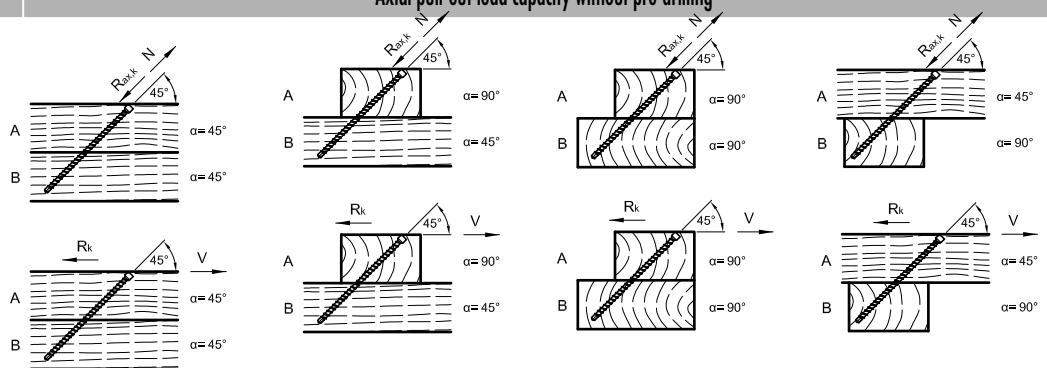 Axial pull-out load capacity without pre-drilling
Rax,k N
45°
A α= 45°
B α= 45°
Rax,k N
45°
A α= 90°
B α= 45°
Rax,k N
45°
A α= 90°
B α= 90°
Rax,k N
45°
A α= 45°
B α= 90°
Rk 45° V
A α= 45°
B α= 45°
Rk 45° V
A α= 90°
B α= 45°
Rk 45° V
A α= 90°
B α= 90°
Rk 45° V
A α= 45°
B α= 90°